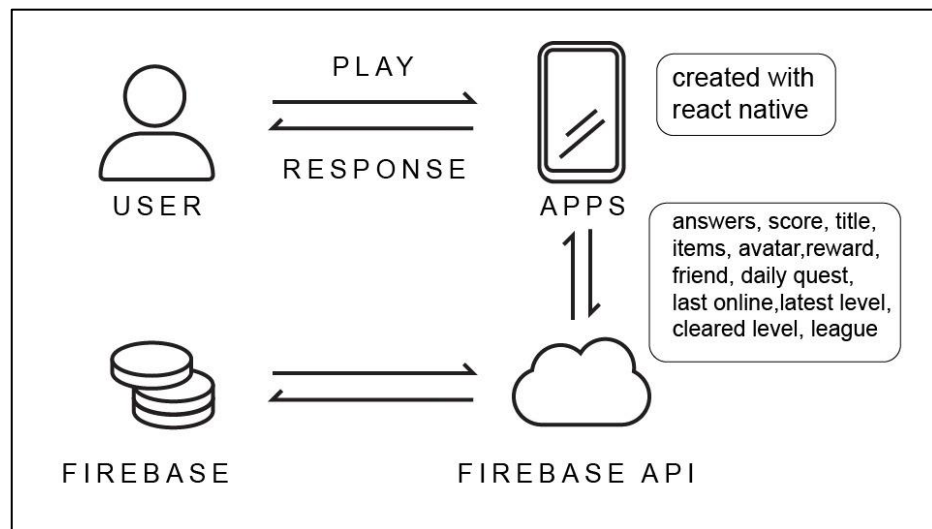 PLAY
created with
react native
RESPONSE
USER
APPS
answers, score, title,
items, avatar,reward,
friend, daily quest,
last online,latest level,
cleared level, league
FIREBASE
FIREBASE API